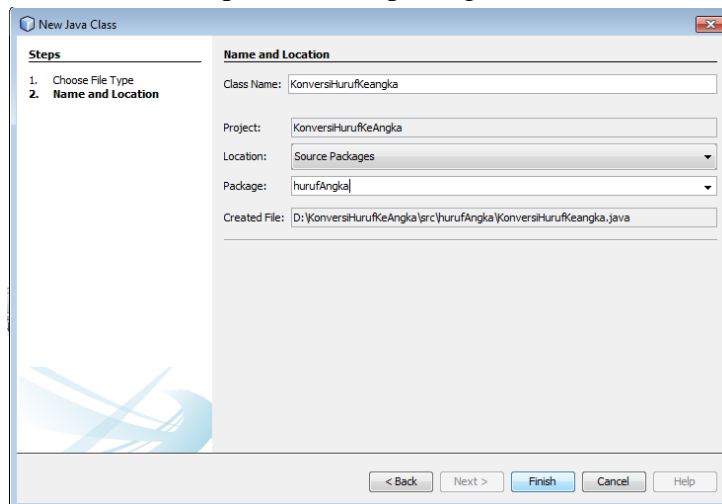 New Java Class
Steps
1. Choose File Type
2. Name and Location
Name and Location
Class Name: KonversiHurufKeangka
Project: KonversiHurufKeAngka
Location: Source Packages
Package: hurufAngka
Created File: D:\KonversiHurufKeAngka\src\hurufAngka\KonversiHurufKeangka.java
< Back Next > Finish Cancel Help